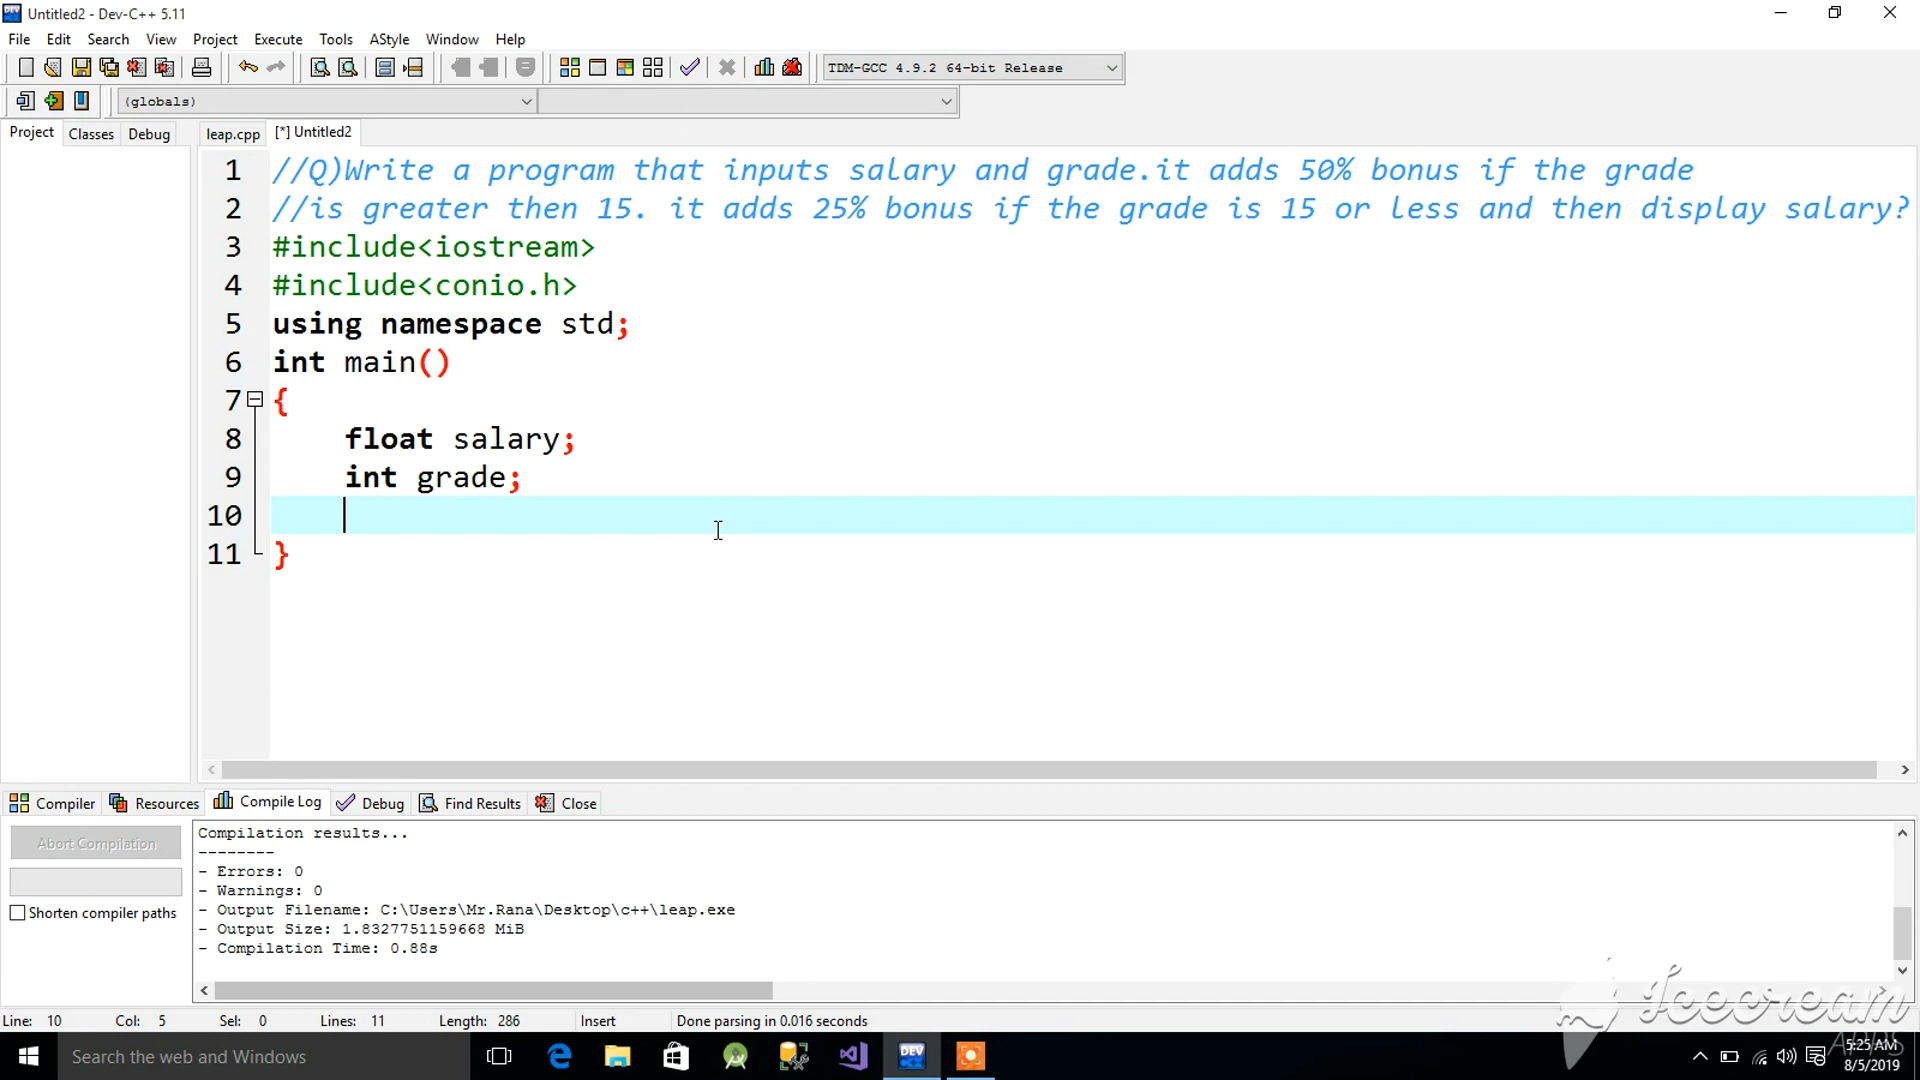 Untitled2 - Dev-C++ 5.11
File Edit Search View Project Execute Tools AStyle Window Help
TDM-GCC 4.9.2 64-bit Release
(globals)
Project Classes Debug leap.cpp [*] Untitled2
1 //Q)Write a program that inputs salary and grade.it adds 50% bonus if the grade
2 //is greater then 15. it adds 25% bonus if the grade is 15 or less and then display salary?
3 #include<iostream>
4 #include<conio.h>
5 using namespace std;
6 int main()
7 {
8 float salary;
9 int grade;
10
11 }
Compiler Resources Compile Log Debug Find Results Close
Abort Compilation
Shorten compiler paths
Compilation results...
--------
- Errors: 0
- Warnings: 0
- Output Filename: C:\Users\Mr.Rana\Desktop\c++\leap.exe
- Output Size: 1.8327751159668 MiB
- Compilation Time: 0.88s
Line: 10 Col: 5 Sel: 0 Lines: 11 Length: 286 Insert Done parsing in 0.016 seconds
Icecream
APPS
Search the web and Windows
DEV
5:25 AM
8/5/2019